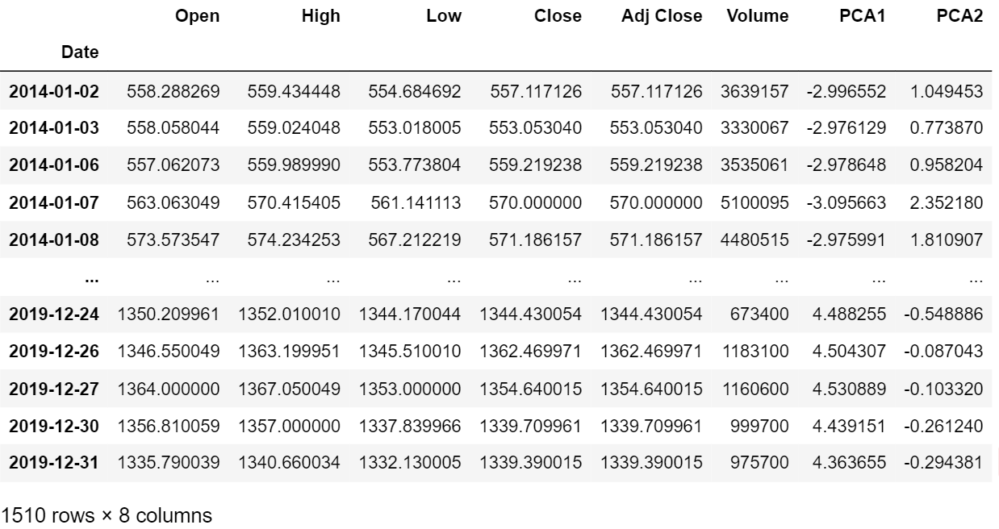 Open High Low Close Adj Close Volume PCA1 PCA2
Date
2014-01-02 558.288269 559.434448 554.684692 557.117126 557.117126 3639157 -2.996552 1.049453
2014-01-03 558.058044 559.024048 553.018005 553.053040 553.053040 3330067 -2.976129 0.773870
2014-01-06 557.062073 559.989990 553.773804 559.219238 559.219238 3535061 -2.978648 0.958204
2014-01-07 563.063049 570.415405 561.141113 570.000000 570.000000 5100095 -3.095663 2.352180
2014-01-08 573.573547 574.234253 567.212219 571.186157 571.186157 4480515 -2.975991 1.810907
... ... ... ... ... ... ... ... ...
2019-12-24 1350.209961 1352.010010 1344.170044 1344.430054 1344.430054 673400 4.488255 -0.548886
2019-12-26 1346.550049 1363.199951 1345.510010 1362.469971 1362.469971 1183100 4.504307 -0.087043
2019-12-27 1364.000000 1367.050049 1353.000000 1354.640015 1354.640015 1160600 4.530889 -0.103320
2019-12-30 1356.810059 1357.000000 1337.839966 1339.709961 1339.709961 999700 4.439151 -0.261240
2019-12-31 1335.790039 1340.660034 1332.130005 1339.390015 1339.390015 975700 4.363655 -0.294381
1510 rows × 8 columns